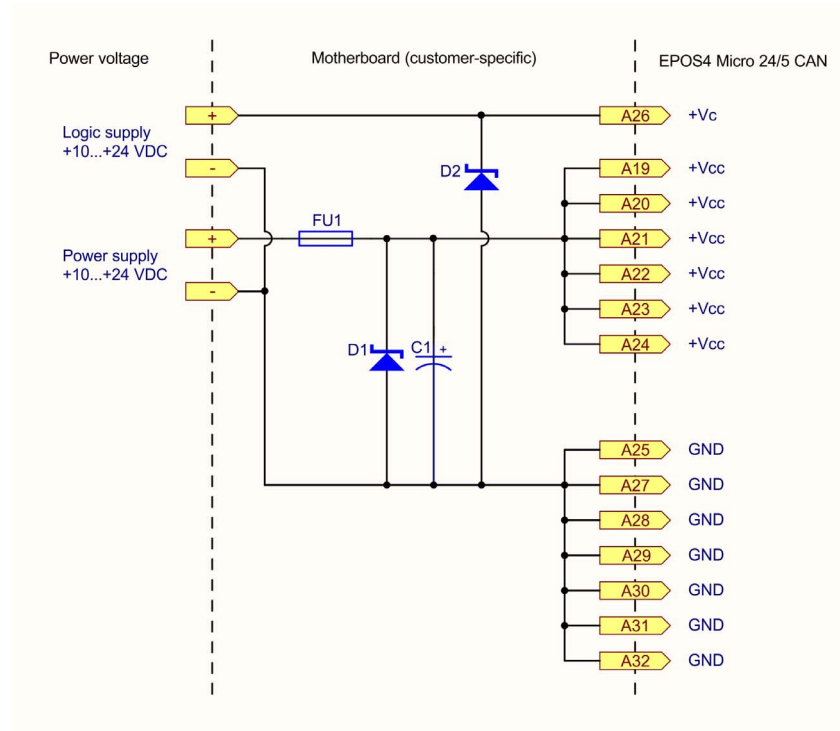 Power voltage
Motherboard (customer-specific)
EPOS4 Micro 24/5 CAN
+
A26
+Vc
Logic supply
+10...+24 VDC
-
D2
A19
+Vcc
A20
+Vcc
FU1
+
A21
+Vcc
Power supply
+10...+24 VDC
A22
+Vcc
-
A23
+Vcc
D1
C1
+
A24
+Vcc
A25
GND
A27
GND
A28
GND
A29
GND
A30
GND
A31
GND
A32
GND